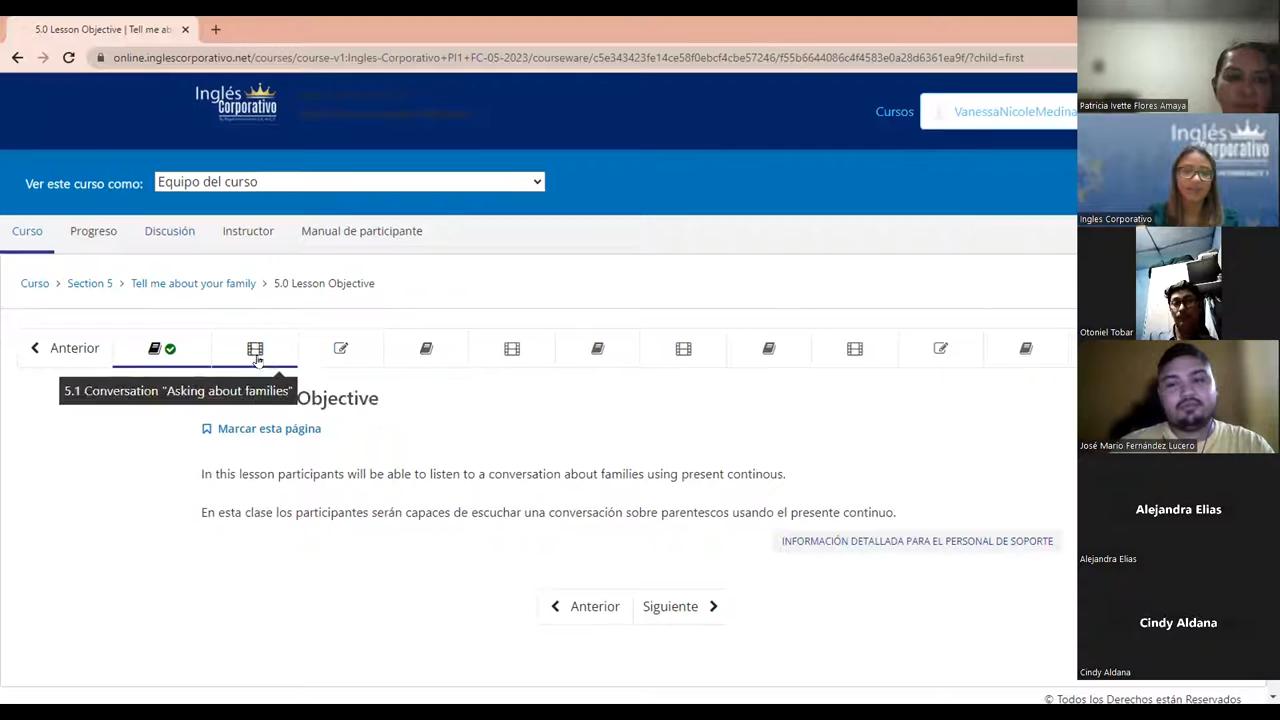 5.0 Lesson Objective | Tell me ab
online.inglescorporativo.net/courses/course-v1:Ingles-Corporativo+PI1+FC-05-2023/courseware/c5e343423fe14ce58f0ebcf4cbe57246/f55b6644086c4f4583e0a28d6361ea9f/?child=first
Inglés
Corporativo
Cursos
VanessaNicoleMedina
Ver este curso como:
Equipo del curso
Curso
Progreso
Discusión
Instructor
Manual de participante
Curso
Section 5
Tell me about your family
5.0 Lesson Objective
Anterior
5.1 Conversation "Asking about families"
Objective
Marcar esta página
In this lesson participants will be able to listen to a conversation about families using present continous.
En esta clase los participantes serán capaces de escuchar una conversación sobre parentescos usando el presente continuo.
INFORMACIÓN DETALLADA PARA EL PERSONAL DE SOPORTE
Anterior
Siguiente
© Todos los Derechos están Reservados
Patricia Ivette Flores Amaya
Inglés
Corporativo
Ingles Corporativo
Otoniel Tobar
José Mario Fernández Lucero
Alejandra Elias
Alejandra Elias
Cindy Aldana
Cindy Aldana